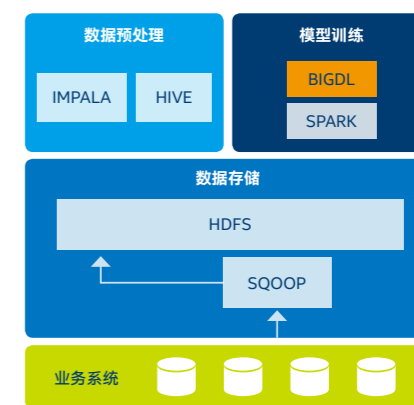 数据预处理
IMPALA
HIVE
模型训练
BIGDL
SPARK
数据存储
HDFS
SQOOP
业务系统